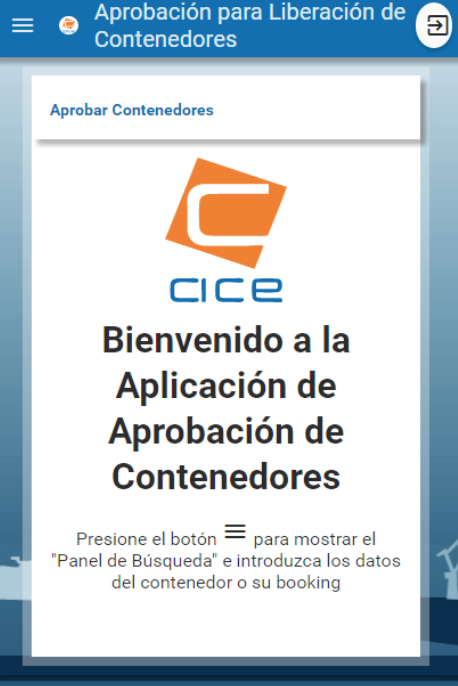 Aprobación para Liberación de
Contenedores
Aprobar Contenedores
CICE
Bienvenido a la
Aplicación de
Aprobación de
Contenedores
Presione el botón para mostrar el
"Panel de Búsqueda" e introduzca los datos
del contenedor o su booking